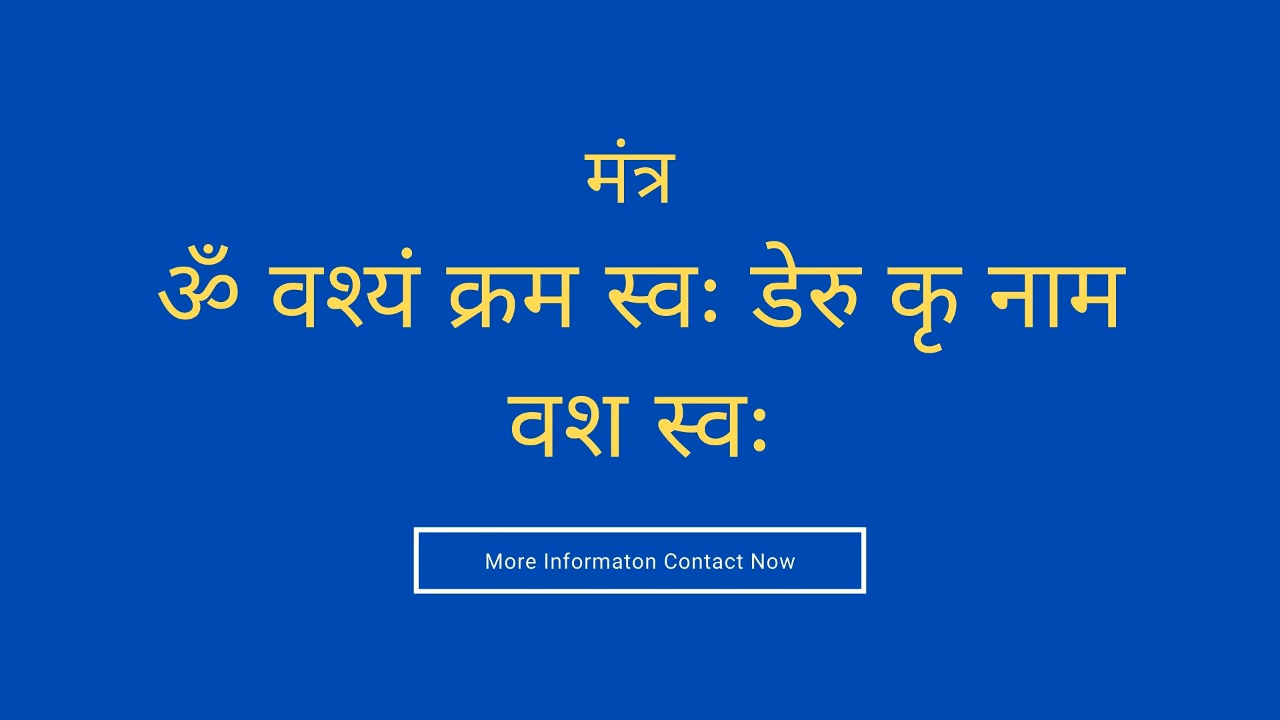 मंत्र
ॐ वश्यं क्रम स्वः डेरु कृ नाम
वश स्वः
More Informaton Contact Now